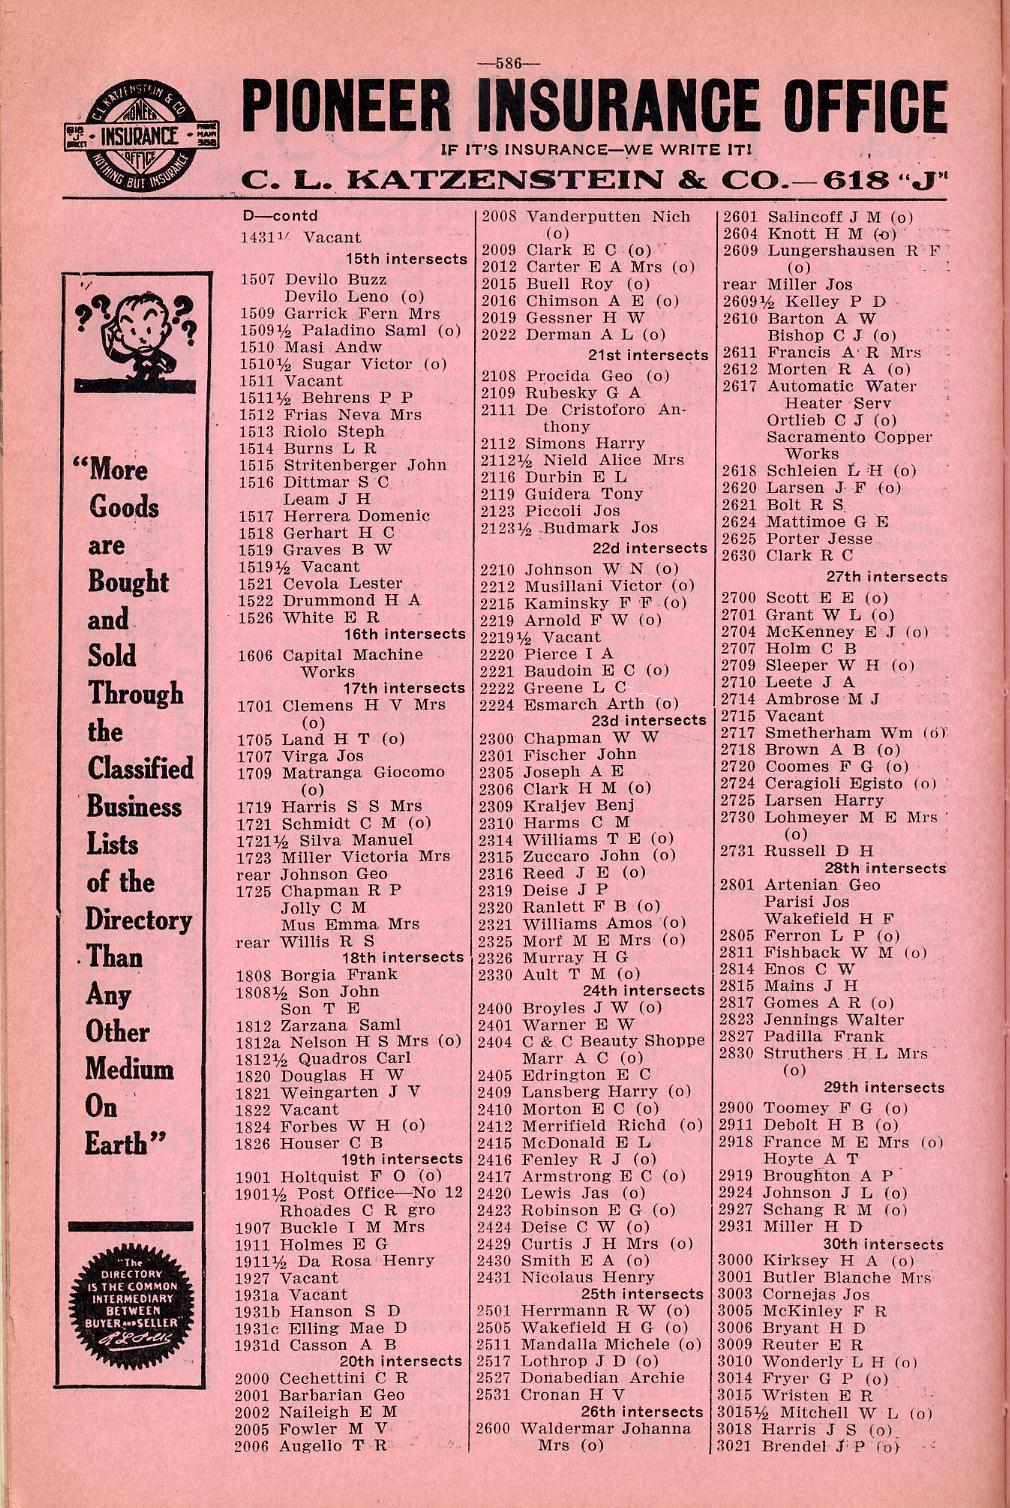 —586—
C. L. KATZENSTEIN & CO.
PIONEER
618 "J" STREET
INSURANCE
PHONE MAIN 358
OFFICE
NOTHING BUT INSURANCE
PIONEER INSURANCE OFFICE
IF IT'S INSURANCE—WE WRITE IT!
C. L. KATZENSTEIN & CO.—618 "J"
? ? ? ?
"More
Goods
are
Bought
and
Sold
Through
the
Classified
Business
Lists
of the
Directory
Than
Any
Other
Medium
On
Earth"
"The
DIRECTORY
IS THE COMMON
INTERMEDIARY
BETWEEN
BUYER AND SELLER"
R L Polk
D—contd
1431 1/ Vacant
15th intersects
1507 Devilo Buzz
Devilo Leno (o)
1509 Garrick Fern Mrs
1509½ Paladino Saml (o)
1510 Masi Andw
1510½ Sugar Victor (o)
1511 Vacant
1511½ Behrens P P
1512 Frias Neva Mrs
1513 Riolo Steph
1514 Burns L R
1515 Stritenberger John
1516 Dittmar S C
Leam J H
1517 Herrera Domenic
1518 Gerhart H C
1519 Graves B W
1519½ Vacant
1521 Cevola Lester
1522 Drummond H A
1526 White E R
16th intersects
1606 Capital Machine
Works
17th intersects
1701 Clemens H V Mrs
(o)
1705 Land H T (o)
1707 Virga Jos
1709 Matranga Giocomo
(o)
1719 Harris S S Mrs
1721 Schmidt C M (o)
1721½ Silva Manuel
1723 Miller Victoria Mrs
rear Johnson Geo
1725 Chapman R P
Jolly C M
Mus Emma Mrs
rear Willis R S
18th intersects
1808 Borgia Frank
1808½ Son John
Son T E
1812 Zarzana Saml
1812a Nelson H S Mrs (o)
1812½ Quadros Carl
1820 Douglas H W
1821 Weingarten J V
1822 Vacant
1824 Forbes W H (o)
1826 Houser C B
19th intersects
1901 Holtquist F O (o)
1901½ Post Office—No 12
Rhoades C R gro
1907 Buckle I M Mrs
1911 Holmes E G
1911½ Da Rosa Henry
1927 Vacant
1931a Vacant
1931b Hanson S D
1931c Elling Mae D
1931d Casson A B
20th intersects
2000 Cechettini C R
2001 Barbarian Geo
2002 Naileigh E M
2005 Fowler M V
2006 Augello T R
2008 Vanderputten Nich
(o)
2009 Clark E C (o)
2012 Carter E A Mrs (o)
2015 Buell Roy (o)
2016 Chimson A E (o)
2019 Gessner H W
2022 Derman A L (o)
21st intersects
2108 Procida Geo (o)
2109 Rubesky G A
2111 De Cristoforo An-
thony
2112 Simons Harry
2112½ Nield Alice Mrs
2116 Durbin E L
2119 Guidera Tony
2123 Piccoli Jos
2123½ Budmark Jos
22d intersects
2210 Johnson W N (o)
2212 Musillani Victor (o)
2215 Kaminsky F F (o)
2219 Arnold F W (o)
2219½ Vacant
2220 Pierce I A
2221 Baudoin E C (o)
2222 Greene L C
2224 Esmarch Arth (o)
23d intersects
2300 Chapman W W
2301 Fischer John
2305 Joseph A E
2306 Clark H M (o)
2309 Kraljev Benj
2310 Harms C M
2314 Williams T E (o)
2315 Zuccaro John (o)
2316 Reed J E (o)
2319 Deise J P
2320 Ranlett F B (o)
2321 Williams Amos (o)
2325 Morf M E Mrs (o)
2326 Murray H G
2330 Ault T M (o)
24th intersects
2400 Broyles J W (o)
2401 Warner E W
2404 C & C Beauty Shoppe
Marr A C (o)
2405 Edrington E C
2409 Lansberg Harry (o)
2410 Morton E C (o)
2412 Merrifield Richd (o)
2415 McDonald E L
2416 Fenley R J (o)
2417 Armstrong E C (o)
2420 Lewis Jas (o)
2423 Robinson E G (o)
2424 Deise C W (o)
2429 Curtis J H Mrs (o)
2430 Smith E A (o)
2431 Nicolaus Henry
25th intersects
2501 Herrmann R W (o)
2505 Wakefield H G (o)
2511 Mandalla Michele (o)
2517 Lothrop J D (o)
2527 Donabedian Archie
2531 Cronan H V
26th intersects
2600 Waldermar Johanna
Mrs (o)
2601 Salincoff J M (o)
2604 Knott H M (o)
2609 Lungershausen R F
(o)
rear Miller Jos
2609½ Kelley P D
2610 Barton A W
Bishop C J (o)
2611 Francis A R Mrs
2612 Morten R A (o)
2617 Automatic Water
Heater Serv
Ortlieb C J (o)
Sacramento Copper
Works
2618 Schleien L H (o)
2620 Larsen J F (o)
2621 Bolt R S
2624 Mattimoe G E
2625 Porter Jesse
2630 Clark R C
27th intersects
2700 Scott E E (o)
2701 Grant W L (o)
2704 McKenney E J (o)
2707 Holm C B
2709 Sleeper W H (o)
2710 Leete J A
2714 Ambrose M J
2715 Vacant
2717 Smetherham Wm (o)
2718 Brown A B (o)
2720 Coomes F G (o)
2724 Ceragioli Egisto (o)
2725 Larsen Harry
2730 Lohmeyer M E Mrs
(o)
2731 Russell D H
28th intersects
2801 Artenian Geo
Parisi Jos
Wakefield H F
2805 Ferron L P (o)
2811 Fishback W M (o)
2814 Enos C W
2815 Mains J H
2817 Gomes A R (o)
2823 Jennings Walter
2827 Padilla Frank
2830 Struthers H L Mrs
(o)
29th intersects
2900 Toomey F G (o)
2911 Debolt H B (o)
2918 France M E Mrs (o)
Hoyte A T
2919 Broughton A P
2924 Johnson J L (o)
2927 Schang R M (o)
2931 Miller H D
30th intersects
3000 Kirksey H A (o)
3001 Butler Blanche Mrs
3003 Cornejas Jos
3005 McKinley F R
3006 Bryant H D
3009 Reuter E R
3010 Wonderly L H (o)
3014 Fryer G P (o)
3015 Wristen E R
3015½ Mitchell W L (o)
3018 Harris J S (o)
3021 Brendel J P (o)